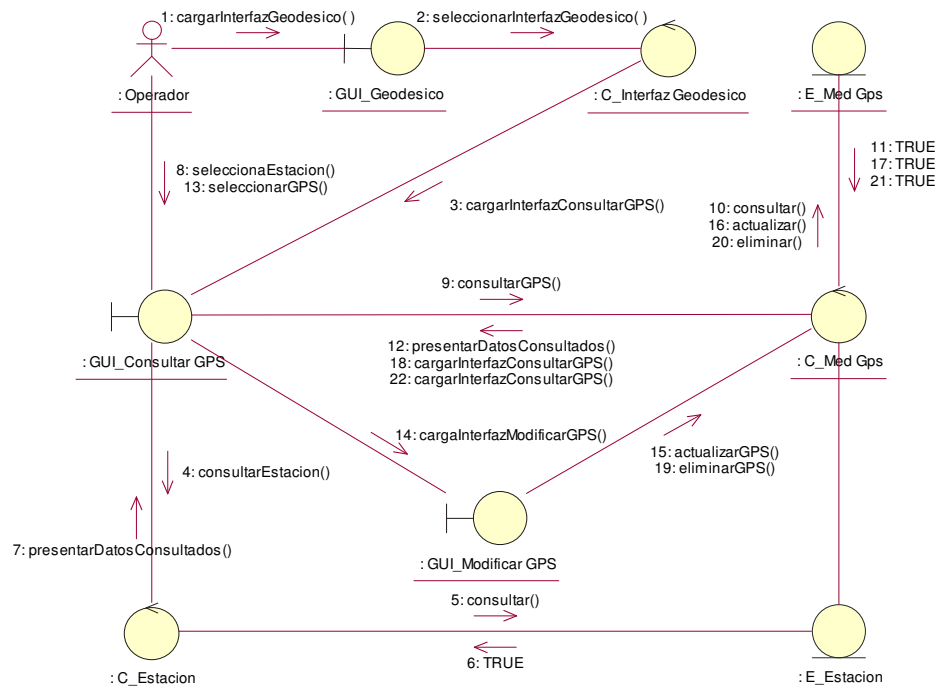 1: cargarInterfazGeodesico( )
2: seleccionarInterfazGeodesico( )
: Operador
: GUI_Geodesico
: C_Interfaz Geodesico
: E_Med Gps
11: TRUE
17: TRUE
21: TRUE
8: seleccionaEstacion()
13: seleccionarGPS()
3: cargarInterfazConsultarGPS()
10: consultar()
16: actualizar()
20: eliminar()
9: consultarGPS()
12: presentarDatosConsultados()
18: cargarInterfazConsultarGPS()
22: cargarInterfazConsultarGPS()
: GUI_Consultar GPS
: C_Med Gps
14: cargaInterfazModificarGPS()
15: actualizarGPS()
19: eliminarGPS()
4: consultarEstacion()
7: presentarDatosConsultados()
: GUI_Modificar GPS
5: consultar()
6: TRUE
: C_Estacion
: E_Estacion